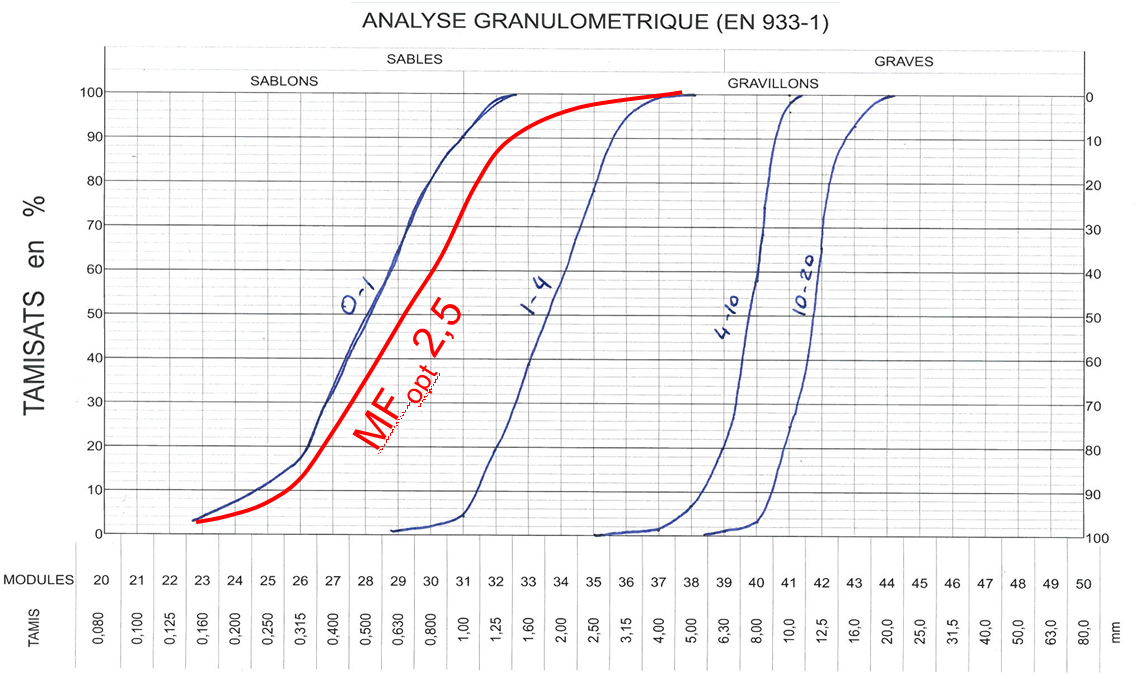 ANALYSE GRANULOMETRIQUE (EN 933-1)
SABLES
GRAVES
SABLONS
GRAVILLONS
TAMISATS en %
100
90
80
70
60
50
40
30
20
10
0
0
10
20
30
40
50
60
70
80
90
100
0-1
1-4
4-10
10-20
MF opt 2,5
MODULES 20 21 22 23 24 25 26 27 28 29 30 31 32 33 34 35 36 37 38 39 40 41 42 43 44 45 46 47 48 49 50
TAMIS 0,080 0,100 0,125 0,160 0,200 0,250 0,315 0,400 0,500 0,630 0,800 1,00 1,25 1,60 2,00 2,50 3,15 4,00 5,00 6,30 8,00 10,0 12,5 16,0 20,0 25,0 31,5 40,0 50,0 63,0 80,0 mm